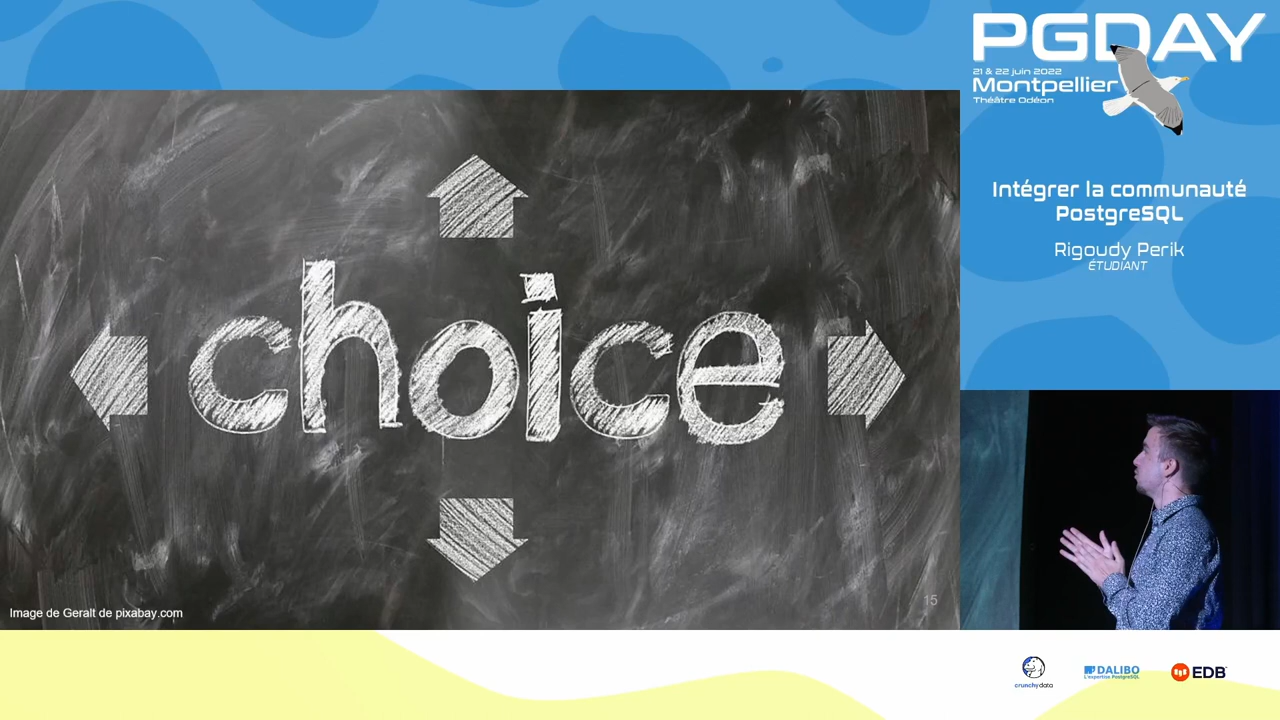 PGDAY
21 & 22 juin 2022
Montpellier
Théâtre Odéon
Intégrer la communauté
PostgreSQL
Rigoudy Perik
ÉTUDIANT
choice
Image de Geralt de pixabay.com
15
crunchydata
DALIBO
L'expertise PostgreSQL
EDB